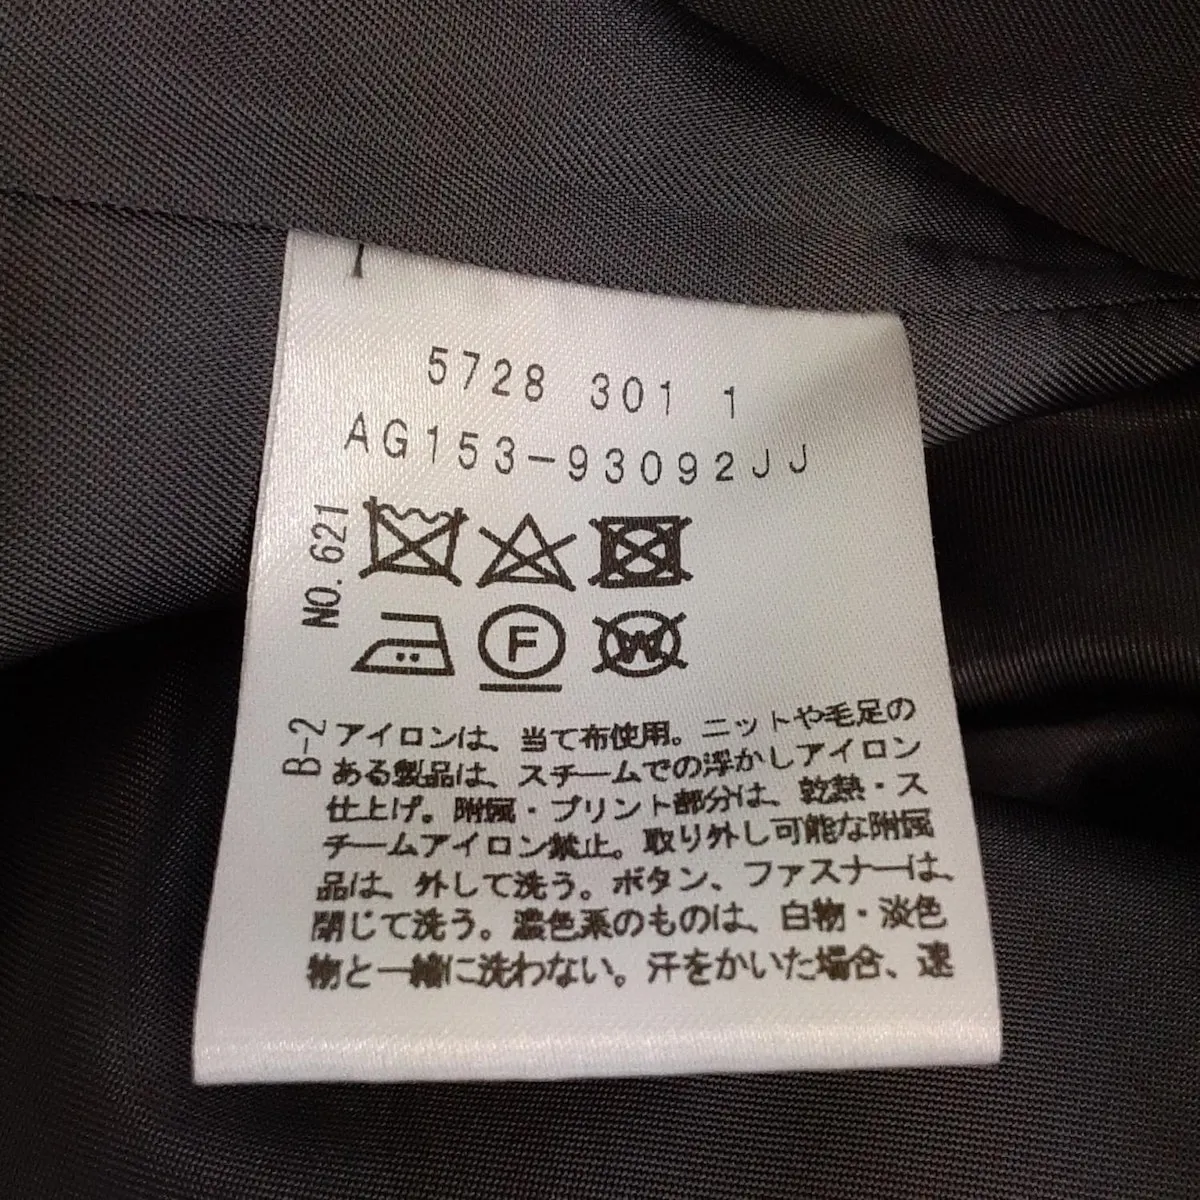 5728 301 1
AG153-93092JJ
NO.621
F
W
B-2
アイロンは、当て布使用。ニットや毛足の
ある製品は、スチームでの浮かしアイロン
仕上げ。附属・プリント部分は、乾熱・ス
チームアイロン禁止。取り外し可能な附属
品は、外して洗う。ボタン、ファスナーは、
閉じて洗う。濃色系のものは、白物・淡色
物と一緒に洗わない。汗をかいた場合、速